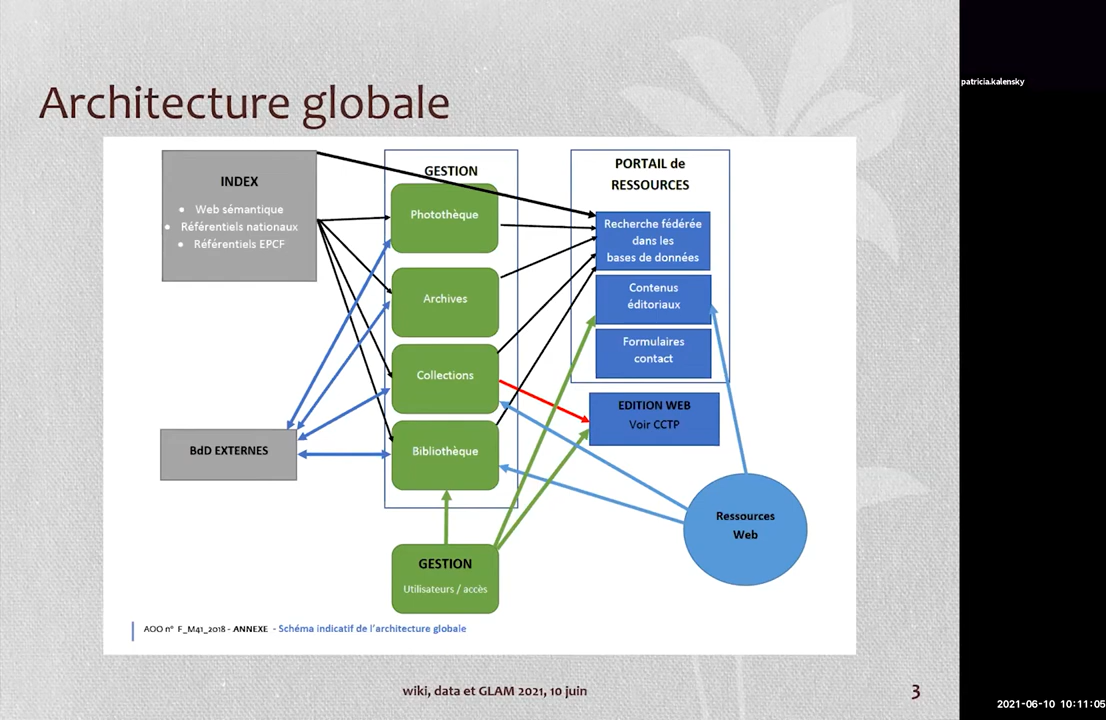 Architecture globale
patricia.kalensky
INDEX
• Web sémantique
• Référentiels nationaux
• Référentiels EPCF
GESTION
Photothèque
Archives
Collections
Bibliothèque
PORTAIL de
RESSOURCES
Recherche fédérée
dans les
bases de données
Contenus
éditoriaux
Formulaires
contact
EDITION WEB
Voir CCTP
BdD EXTERNES
Ressources
Web
GESTION
Utilisateurs / accès
AOO n° F_M41_2018 - ANNEXE - Schéma indicatif de l'architecture globale
wiki, data et GLAM 2021, 10 juin
3
2021-06-10 10:11:05